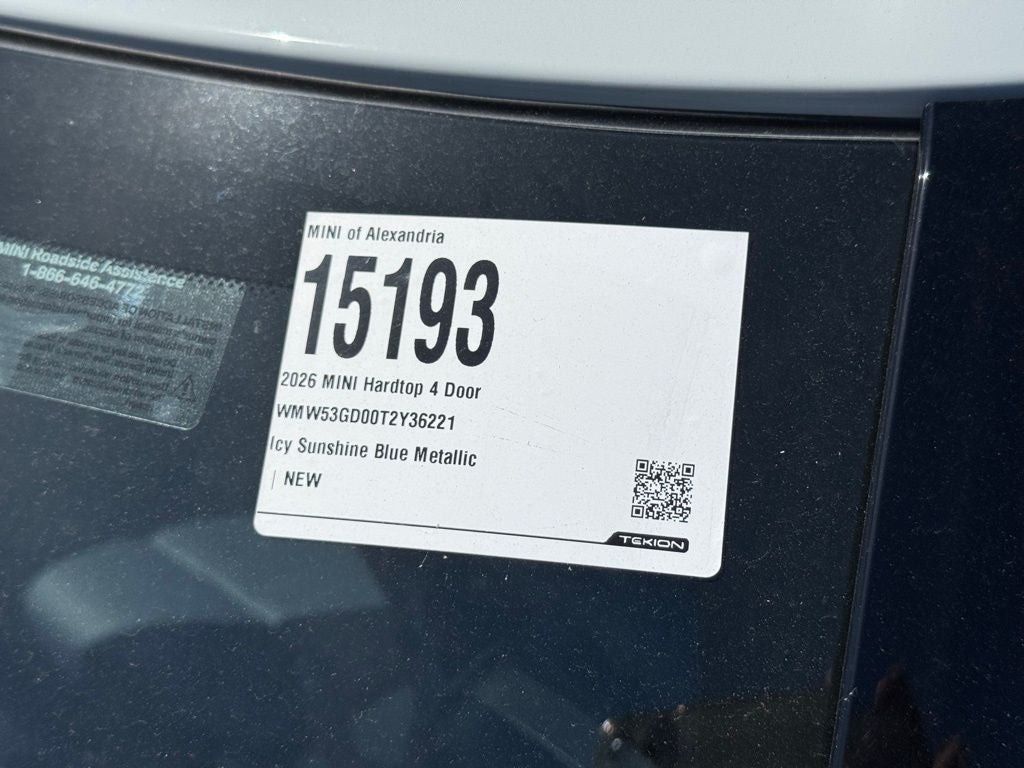 MINI Roadside Assistance
1-866-646-4772
MINI of Alexandria
15193
2026 MINI Hardtop 4 Door
WMW53GD00T2Y36221
Icy Sunshine Blue Metallic
| NEW
TEKION